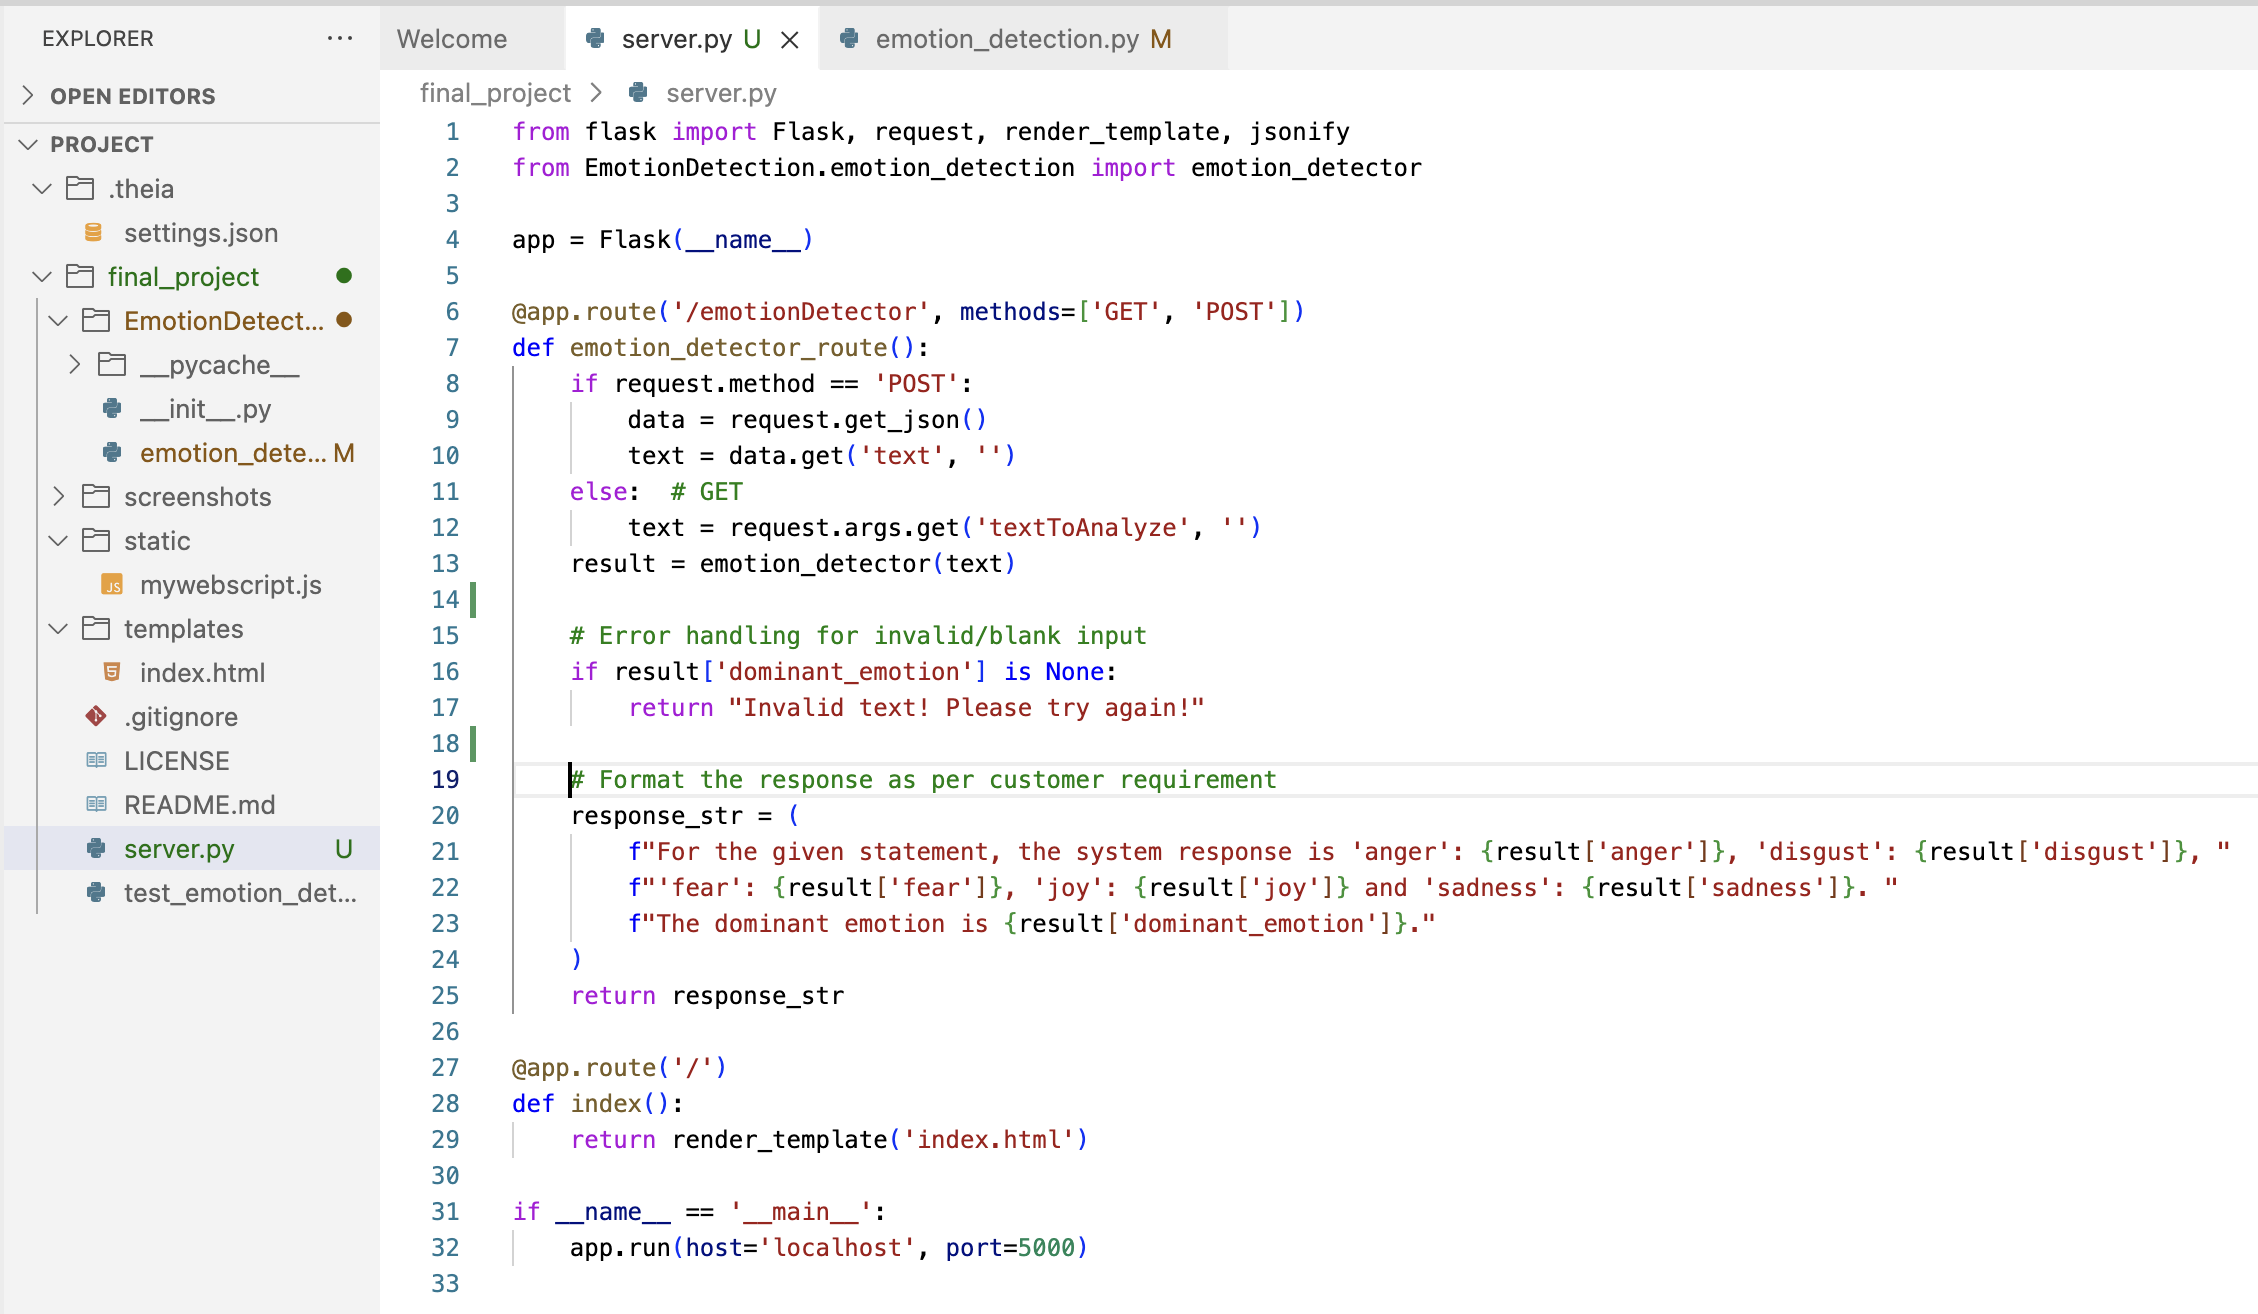 EXPLORER ...
OPEN EDITORS
PROJECT
.theia
settings.json
final_project
EmotionDetect...
__pycache__
__init__.py
emotion_dete... M
screenshots
static
JS mywebscript.js
templates
index.html
.gitignore
LICENSE
README.md
server.py U
test_emotion_det...
Welcome server.py U emotion_detection.py M
final_project > server.py
1 from flask import Flask, request, render_template, jsonify
2 from EmotionDetection.emotion_detection import emotion_detector
3
4 app = Flask(__name__)
5
6 @app.route('/emotionDetector', methods=['GET', 'POST'])
7 def emotion_detector_route():
8     if request.method == 'POST':
9         data = request.get_json()
10         text = data.get('text', '')
11     else:  # GET
12         text = request.args.get('textToAnalyze', '')
13     result = emotion_detector(text)
14
15     # Error handling for invalid/blank input
16     if result['dominant_emotion'] is None:
17         return "Invalid text! Please try again!"
18
19     # Format the response as per customer requirement
20     response_str = (
21         f"For the given statement, the system response is 'anger': {result['anger']}, 'disgust': {result['disgust']}, "
22         f"'fear': {result['fear']}, 'joy': {result['joy']} and 'sadness': {result['sadness']}. "
23         f"The dominant emotion is {result['dominant_emotion']}."
24     )
25     return response_str
26
27 @app.route('/')
28 def index():
29     return render_template('index.html')
30
31 if __name__ == '__main__':
32     app.run(host='localhost', port=5000)
33